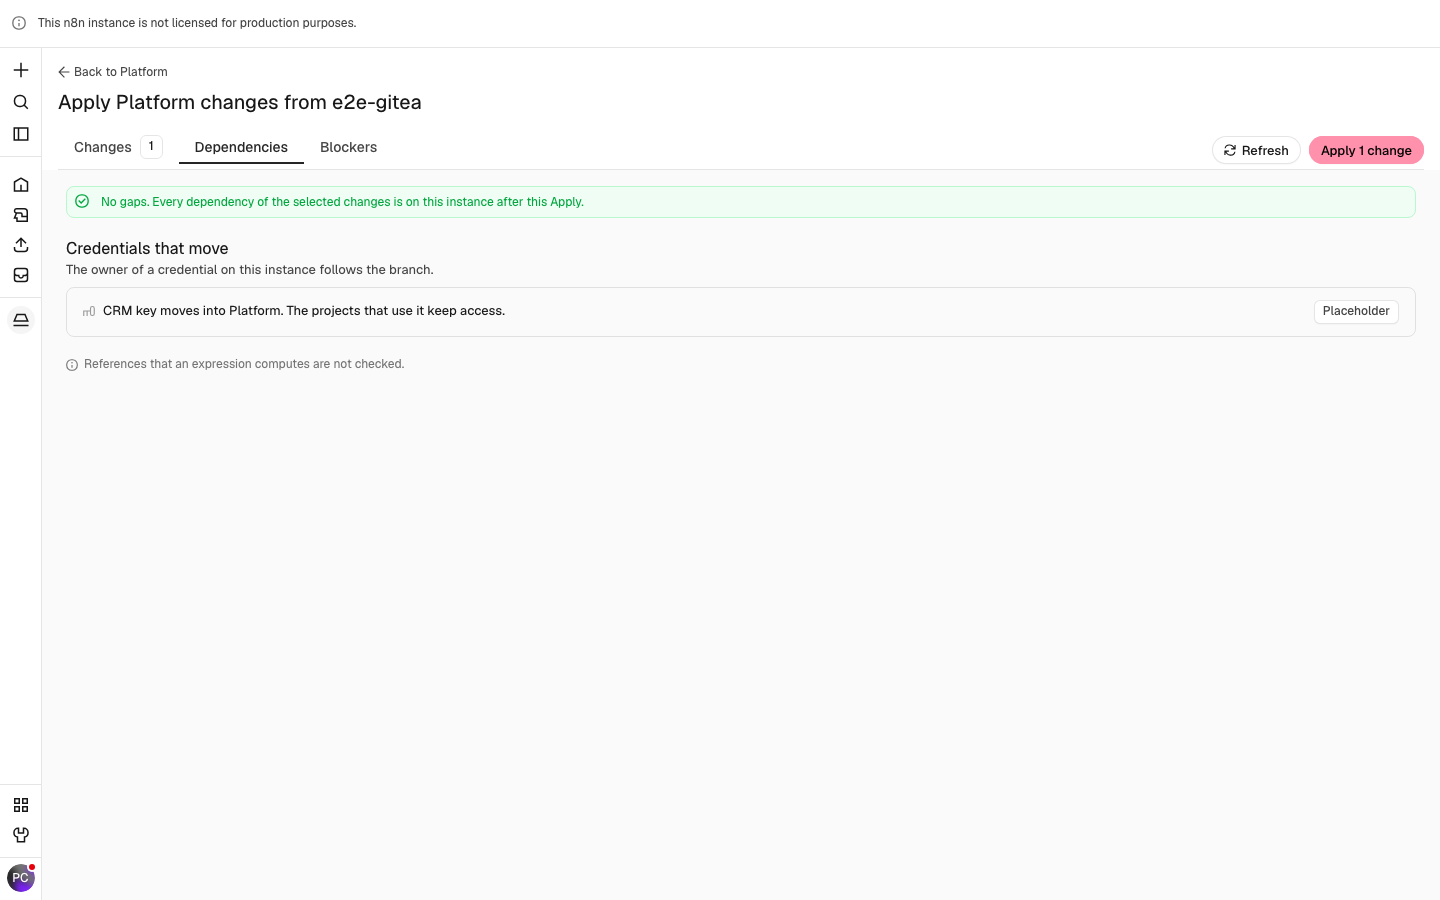 This n8n instance is not licensed for production purposes.
Back to Platform
Apply Platform changes from e2e-gitea
Changes 1 Dependencies Blockers Refresh Apply 1 change
No gaps. Every dependency of the selected changes is on this instance after this Apply.
Credentials that move
The owner of a credential on this instance follows the branch.
CRM key moves into Platform. The projects that use it keep access. Placeholder
References that an expression computes are not checked.
PC